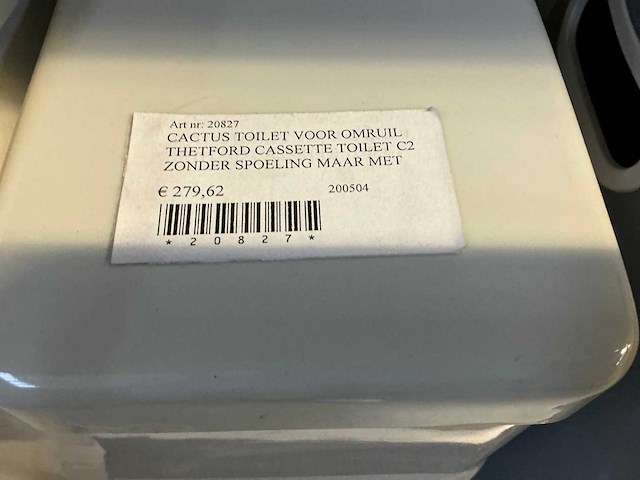 Art nr: 20827
CACTUS TOILET VOOR OMRUIL
THETFORD CASSETTE TOILET C2
ZONDER SPOELING MAAR MET
€ 279,62 200504
* 2 0 8 2 7 *